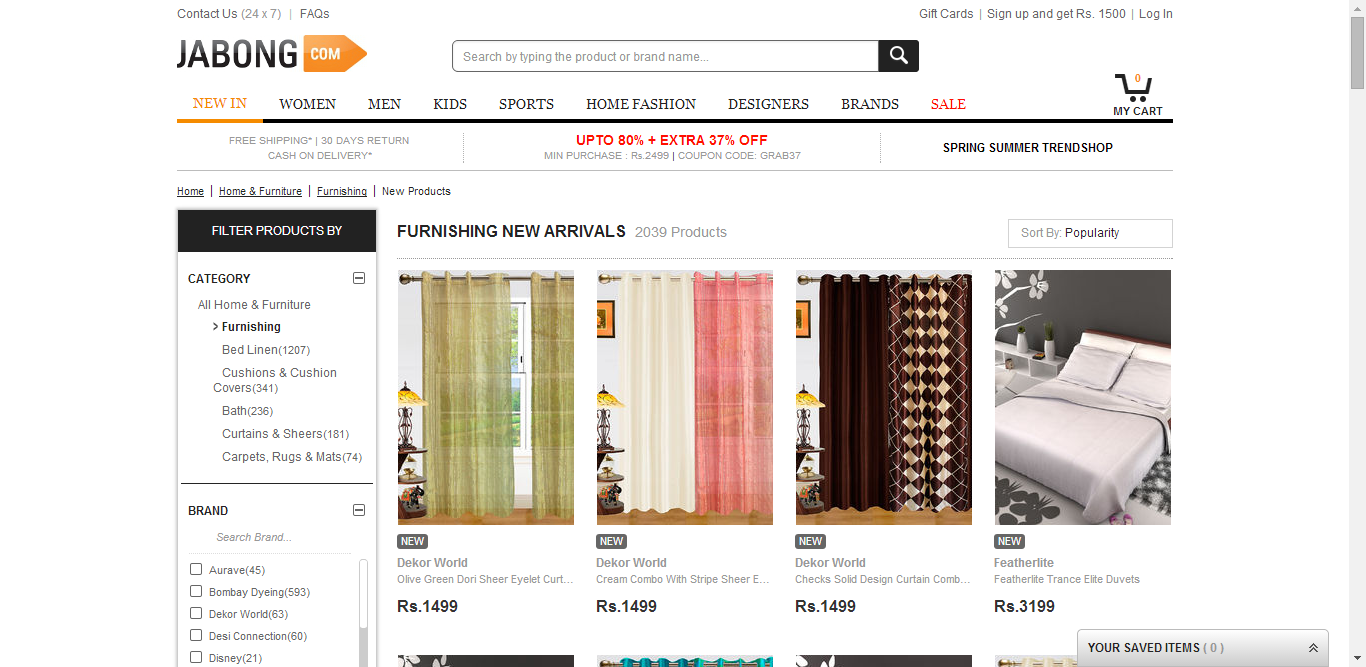 Contact Us (24 x 7) | FAQs
Gift Cards | Sign up and get Rs. 1500 | Log In
JABONG COM
Search by typing the product or brand name...
0
MY CART
NEW IN WOMEN MEN KIDS SPORTS HOME FASHION DESIGNERS BRANDS SALE
FREE SHIPPING* | 30 DAYS RETURN
CASH ON DELIVERY*
UPTO 80% + EXTRA 37% OFF
MIN PURCHASE : Rs.2499 | COUPON CODE: GRAB37
SPRING SUMMER TRENDSHOP
Home | Home & Furniture | Furnishing | New Products
FILTER PRODUCTS BY
CATEGORY
All Home & Furniture
> Furnishing
Bed Linen(1207)
Cushions & Cushion
Covers(341)
Bath(236)
Curtains & Sheers(181)
Carpets, Rugs & Mats(74)
BRAND
Search Brand...
Aurave(45)
Bombay Dyeing(593)
Dekor World(63)
Desi Connection(60)
Disney(21)
FURNISHING NEW ARRIVALS 2039 Products
Sort By: Popularity
NEW
Dekor World
Olive Green Dori Sheer Eyelet Curt...
Rs.1499
NEW
Dekor World
Cream Combo With Stripe Sheer E...
Rs.1499
NEW
Dekor World
Checks Solid Design Curtain Comb...
Rs.1499
NEW
Featherlite
Featherlite Trance Elite Duvets
Rs.3199
YOUR SAVED ITEMS ( 0 )